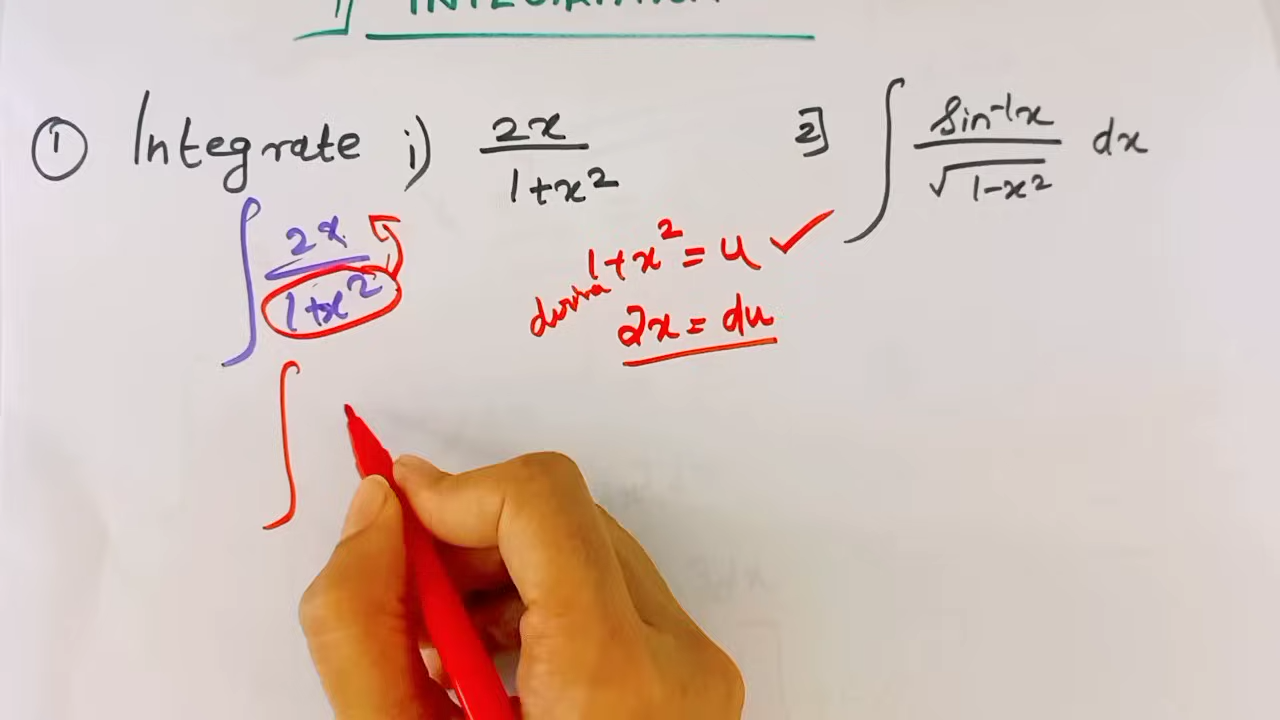 ① Integrate i) 2x / 1+x²
2] ∫ Sin⁻¹x / √1-x² dx
∫ 2x / 1+x²
1+x² = u ✓
2x = du
∫